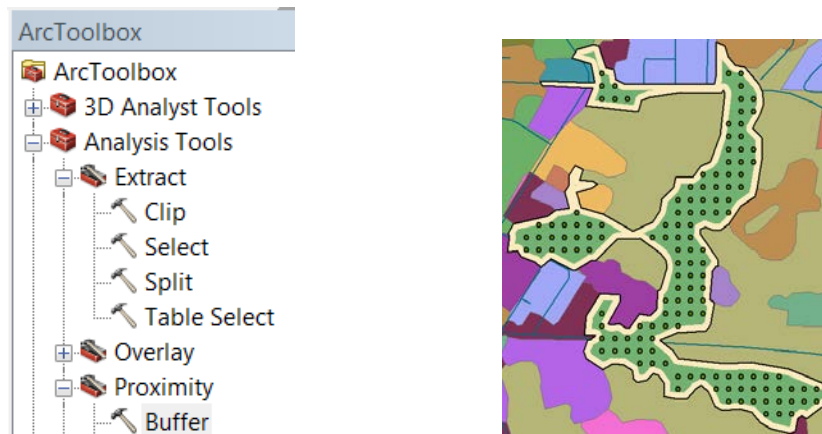 ArcToolbox
ArcToolbox
3D Analyst Tools
Analysis Tools
Extract
Clip
Select
Split
Table Select
Overlay
Proximity
Buffer